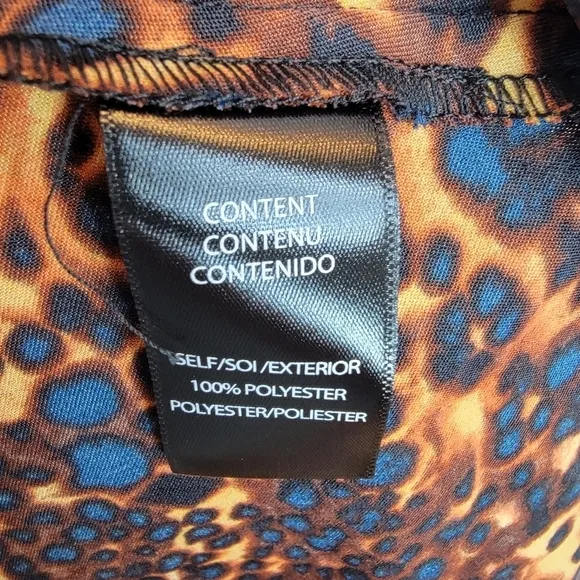 CONTENT
CONTENU
CONTENIDO
SELF/SOI/EXTERIOR
100% POLYESTER
POLYESTER/POLIESTER